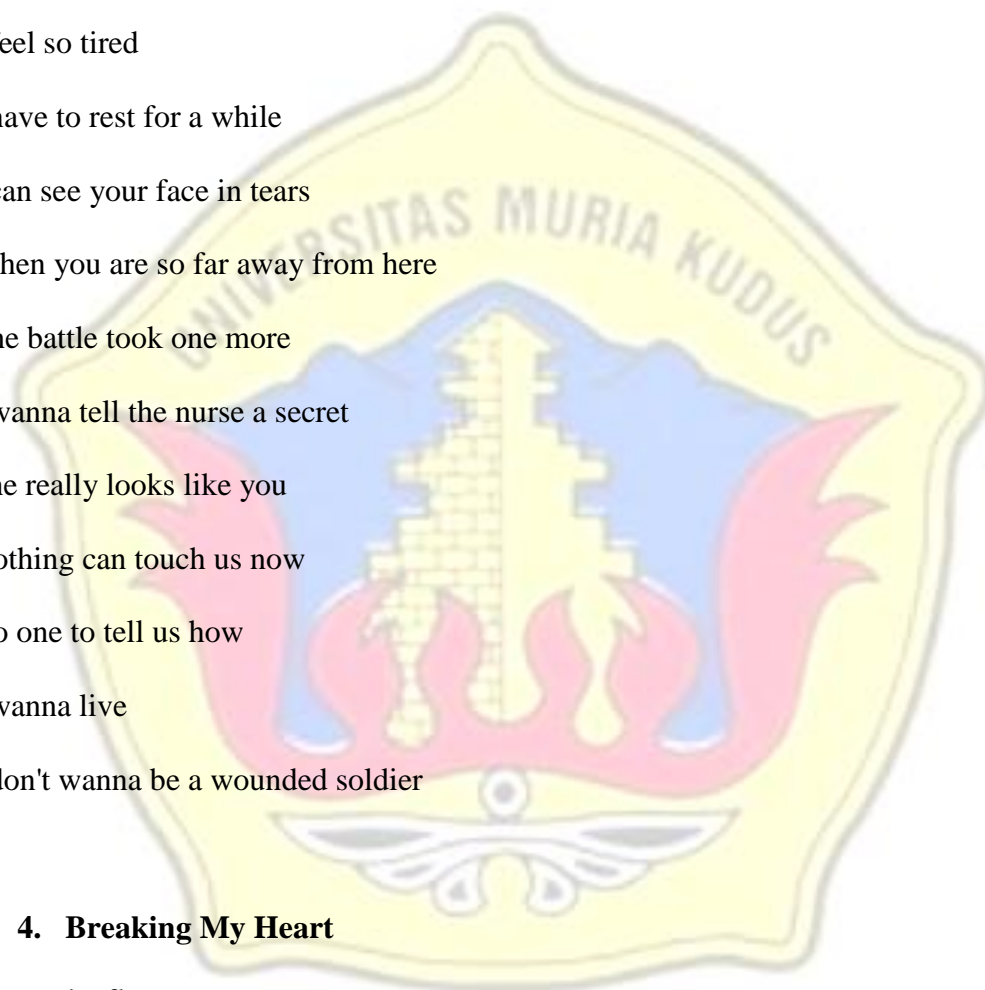 eel so tired
have to rest for a while
can see your face in tears
hen you are so far away from here
he battle took one more
wanna tell the nurse a secret
he really looks like you
othing can touch us now
o one to tell us how
wanna live
don't wanna be a wounded soldier
4. Breaking My Heart
UNIVERSITAS MURIA KUDUS